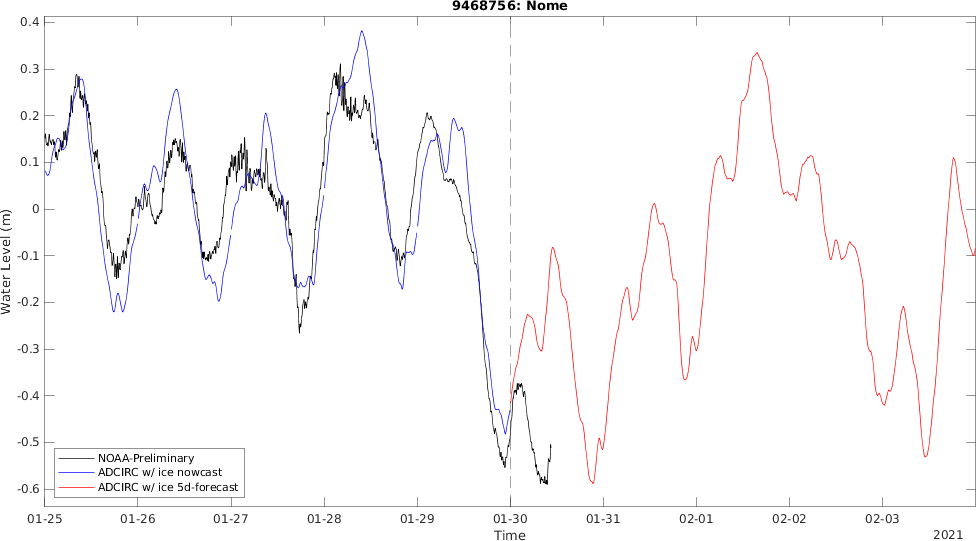 9468756: Nome
0.4
0.3
0.2
0.1
0
-0.1
-0.2
-0.3
-0.4
-0.5
-0.6
Water Level (m)
NOAA-Preliminary
ADCIRC w/ ice nowcast
ADCIRC w/ ice 5d-forecast
01-25 01-26 01-27 01-28 01-29 01-30 01-31 02-01 02-02 02-03
Time
2021